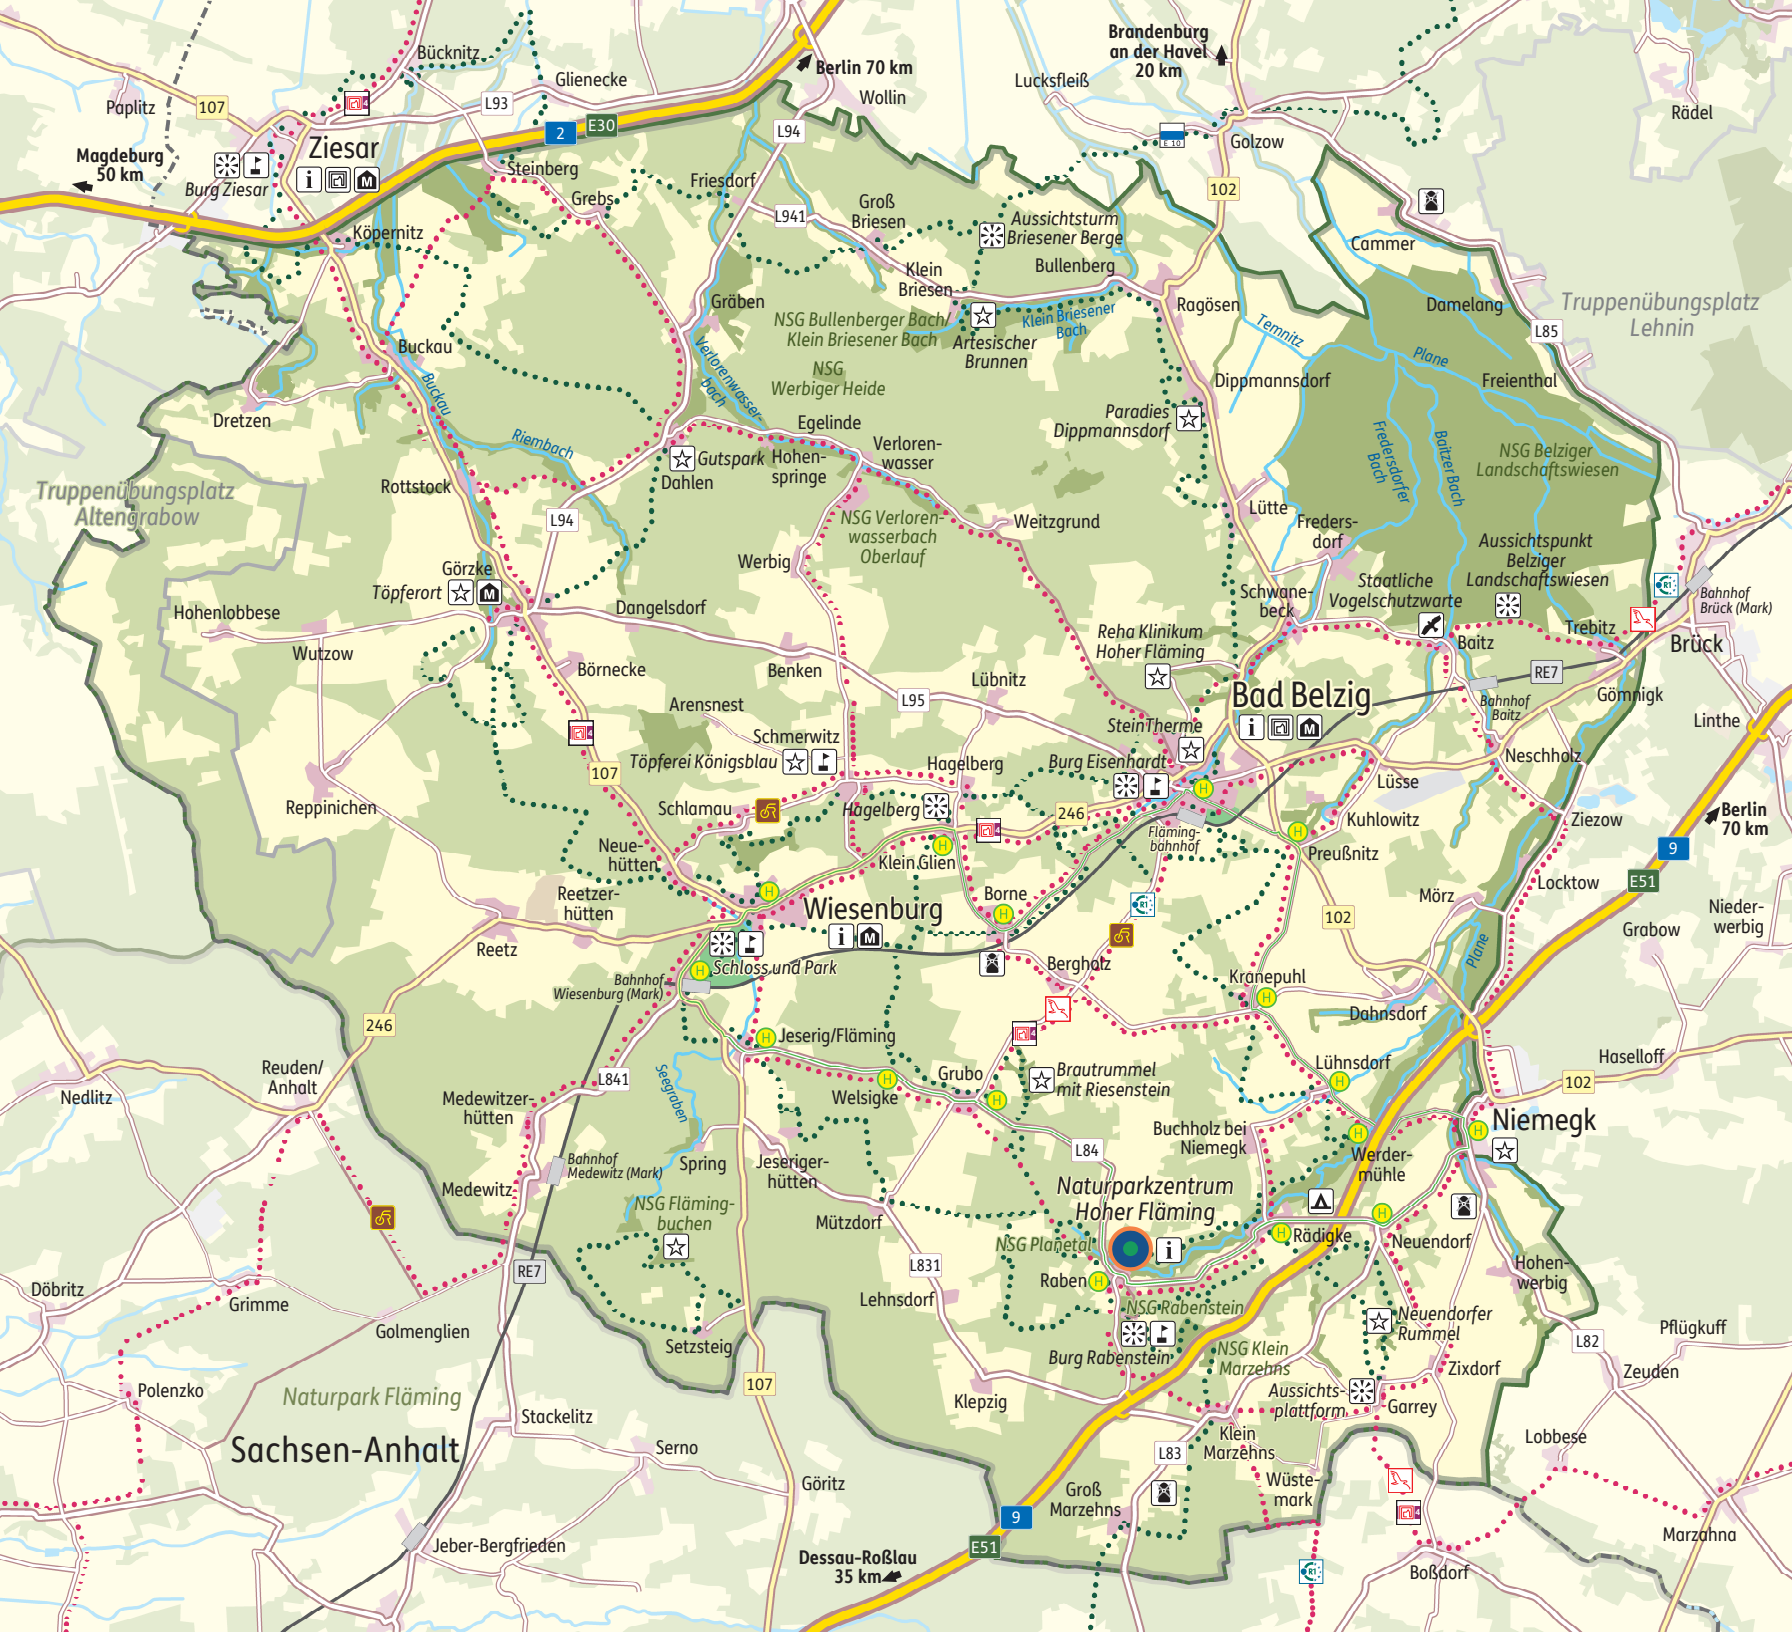 Bücknitz
Glienecke
Berlin 70 km
Wollin
Brandenburg
an der Havel
20 km
Lucksfleiß
Rädel
Paplitz
107
L93
2
E30
L94
Golzow
E 10
Magdeburg
50 km
Ziesar
Burg Ziesar
Steinberg
Grebs
Friesdorf
102
Köpernitz
L941
Groß
Briesen
Aussichtsturm
Briesener Berge
Cammer
Klein
Briesen
Bullenberg
Gräben
Ragösen
Damelang
Truppenübungsplatz
Lehnin
NSG Bullenberger Bach/
Klein Briesener Bach
Klein Briesener
Bach
Artesischer
Brunnen
Temnitz
L85
Plane
Buckau
Buckau
Verlorenwasser-
bach
NSG
Werbiger Heide
Dippmannsdorf
Freienthal
Dretzen
Riembach
Egelinde
Paradies
Dippmannsdorf
Fredersdorfer
Bach
Baitzer Bach
NSG Belziger
Landschaftswiesen
Gutspark
Dahlen
Hohen-
springe
Verloren-
wasser
Truppenübungsplatz
Altengrabow
Rottstock
L94
NSG Verloren-
wasserbach
Oberlauf
Weitzgrund
Lütte
Freders-
dorf
Aussichtspunkt
Belziger
Landschaftswiesen
Werbig
Görzke
Töpferort
Hohenlobbese
Dangelsdorf
Schwane-
beck
Staatliche
Vogelschutzwarte
R1
Bahnhof
Brück (Mark)
Trebitz
Brück
Baitz
Wutzow
Börnecke
Benken
Reha Klinikum
Hoher Fläming
RE7
Gömnigk
Lübnitz
L95
Bad Belzig
Bahnhof
Baitz
Linthe
Arensnest
Schmerwitz
Töpferei Königsblau
SteinTherme
Neschholz
4
107
Hagelberg
Burg Eisenhardt
Lüsse
Reppinichen
Schlamau
Hagelberg
246
H
Kuhlowitz
Ziezow
Berlin
70 km
9
Neue-
hütten
Klein Glien
Fläming-
bahnhof
Preußnitz
E51
Locktow
Reetzer-
hütten
Wiesenburg
Borne
R1
102
Mörz
Nieder-
werbig
Grabow
Reetz
Schloss und Park
Bergholz
Plane
Bahnhof
Wiesenburg (Mark)
Kranepuhl
Dahnsdorf
246
Jeserig/Fläming
Haselloff
Reuden/
Anhalt
L841
Seegraben
Grubo
Brautrummel
mit Riesenstein
Lühnsdorf
102
Nedlitz
Medewitzer-
hütten
Welsigke
Niemegk
Buchholz bei
Niemegk
L84
Werder-
mühle
Bahnhof
Medewitz (Mark)
Spring
Jeseriger-
hütten
Medewitz
NSG Fläming-
buchen
Mützdorf
Naturparkzentrum
Hoher Fläming
NSG Planetal
Rädigke
Neuendorf
Raben
L831
Hohen-
werbig
Döbritz
RE7
Grimme
Lehnsdorf
NSG Rabenstein
Neuendorfer
Rummel
Golmenglien
Setzsteig
Burg Rabenstein
NSG Klein
Marzehns
Zixdorf
L82
Pflügkuff
Zeuden
Polenzko
Naturpark Fläming
107
Klepzig
Aussichts-
plattform
Garrey
Stackelitz
Sachsen-Anhalt
Serno
Klein
Marzehns
L83
Lobbese
Göritz
Groß
Marzehns
Wüste-
mark
9
E51
Marzahna
Jeber-Bergfrieden
Dessau-Roßlau
35 km
R1
Boßdorf